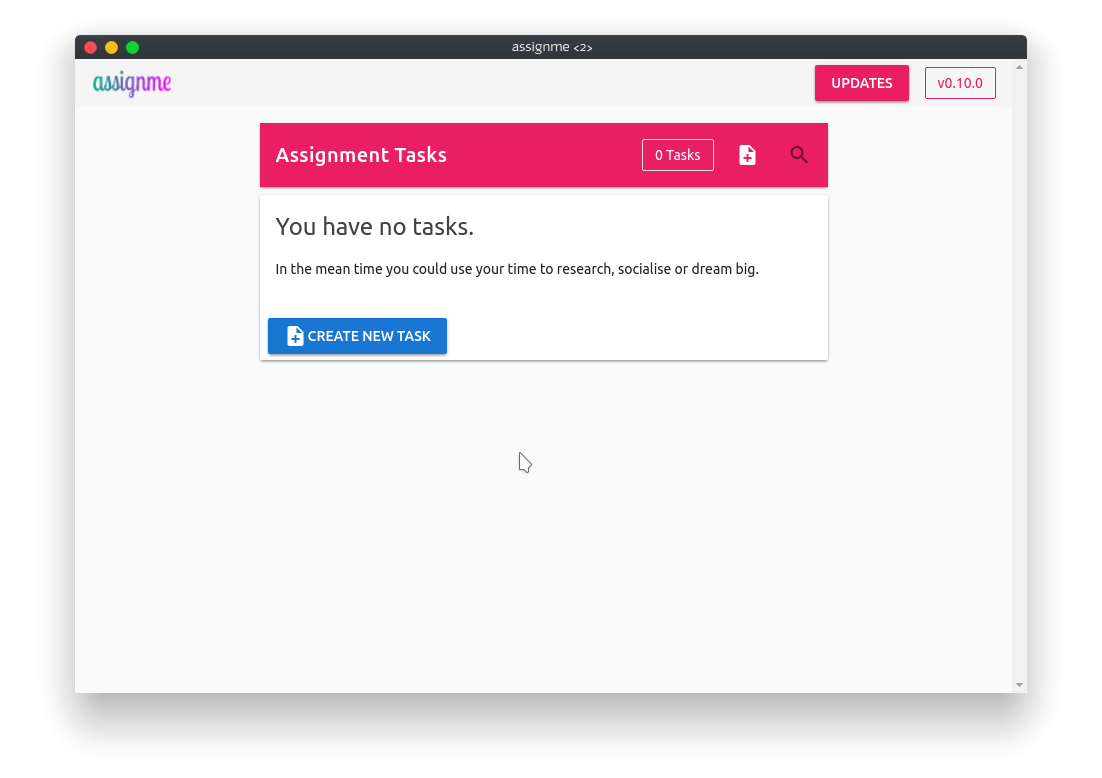 assignme <2>
assignme
UPDATES
v0.10.0
Assignment Tasks
0 Tasks
You have no tasks.
In the mean time you could use your time to research, socialise or dream big.
CREATE NEW TASK